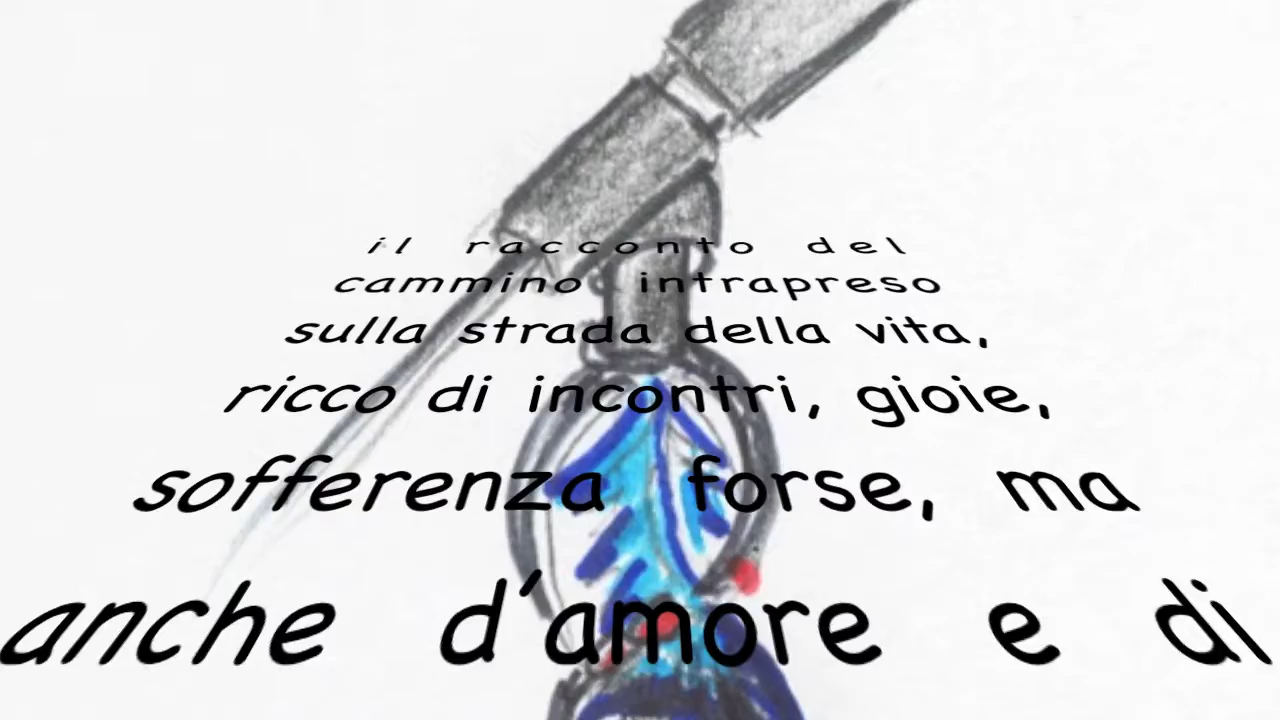 il racconto del
cammino intrapreso
sulla strada della vita,
ricco di incontri, gioie,
sofferenza forse, ma
anche d'amore e di